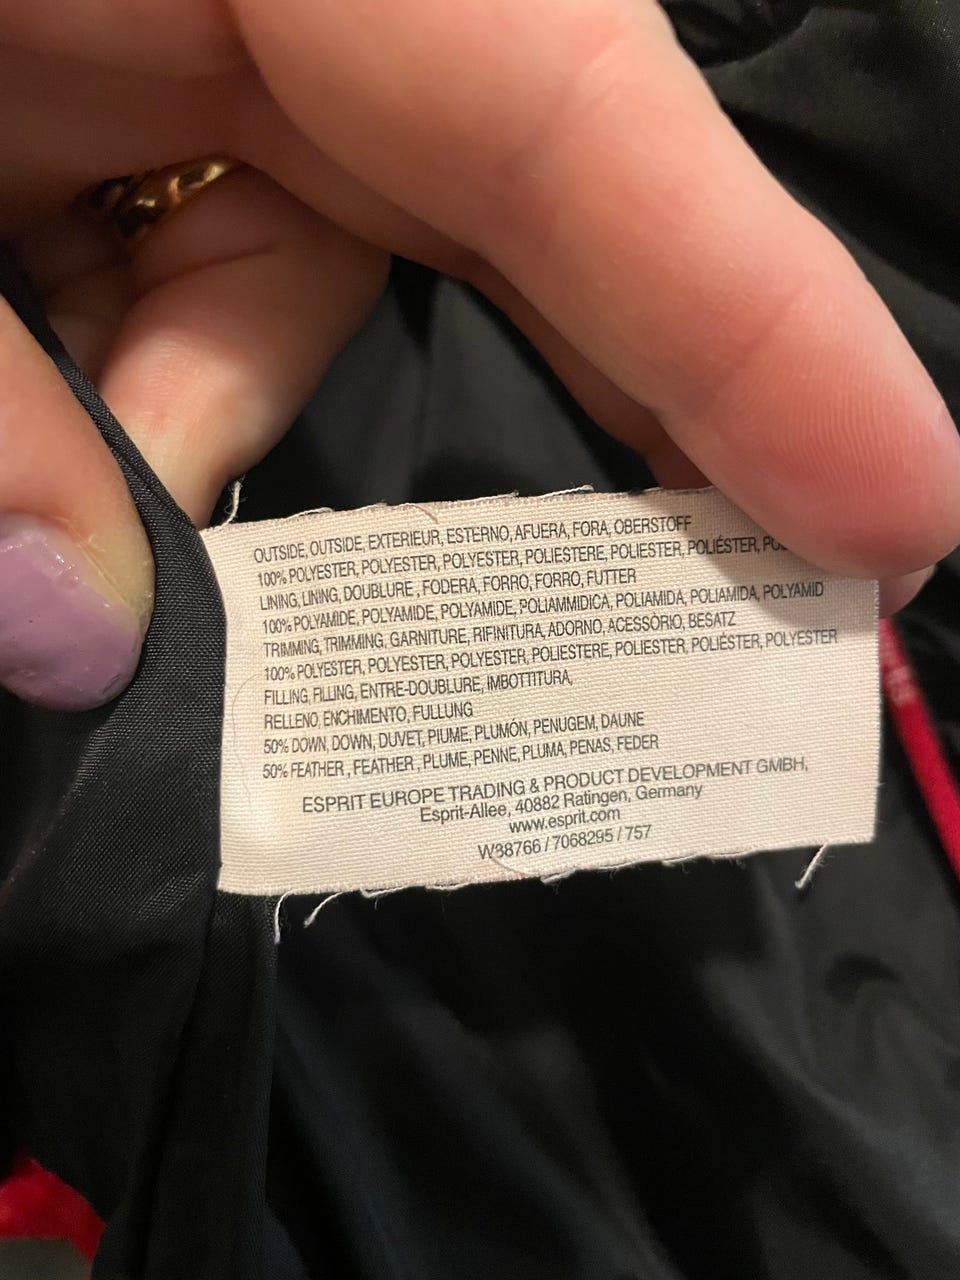 OUTSIDE, OUTSIDE, EXTERIEUR, ESTERNO, AFUERA, FORA, OBERSTOFF
100% POLYESTER, POLYESTER, POLYESTER, POLIESTERE, POLIESTER, POLIÉSTER,
LINING, LINING, DOUBLURE , FODERA, FORRO, FORRO, FUTTER
100% POLYAMIDE, POLYAMIDE, POLYAMIDE, POLIAMMIDICA, POLIAMIDA, POLIAMIDA, POLYAMID
TRIMMING, TRIMMING, GARNITURE, RIFINITURA, ADORNO, ACESSÓRIO, BESATZ
100% POLYESTER, POLYESTER, POLYESTER, POLIESTERE, POLIESTER, POLIÉSTER, POLYESTER
FILLING, FILLING, ENTRE-DOUBLURE, IMBOTTITURA,
RELLENO, ENCHIMENTO, FULLUNG
50% DOWN, DOWN, DUVET, PIUME, PLUMÓN, PENUGEM, DAUNE
50% FEATHER , FEATHER , PLUME, PENNE, PLUMA, PENAS, FEDER
ESPRIT EUROPE TRADING & PRODUCT DEVELOPMENT GMBH,
Esprit-Allee, 40882 Ratingen, Germany
www.esprit.com
W38766 / 7068295 / 757